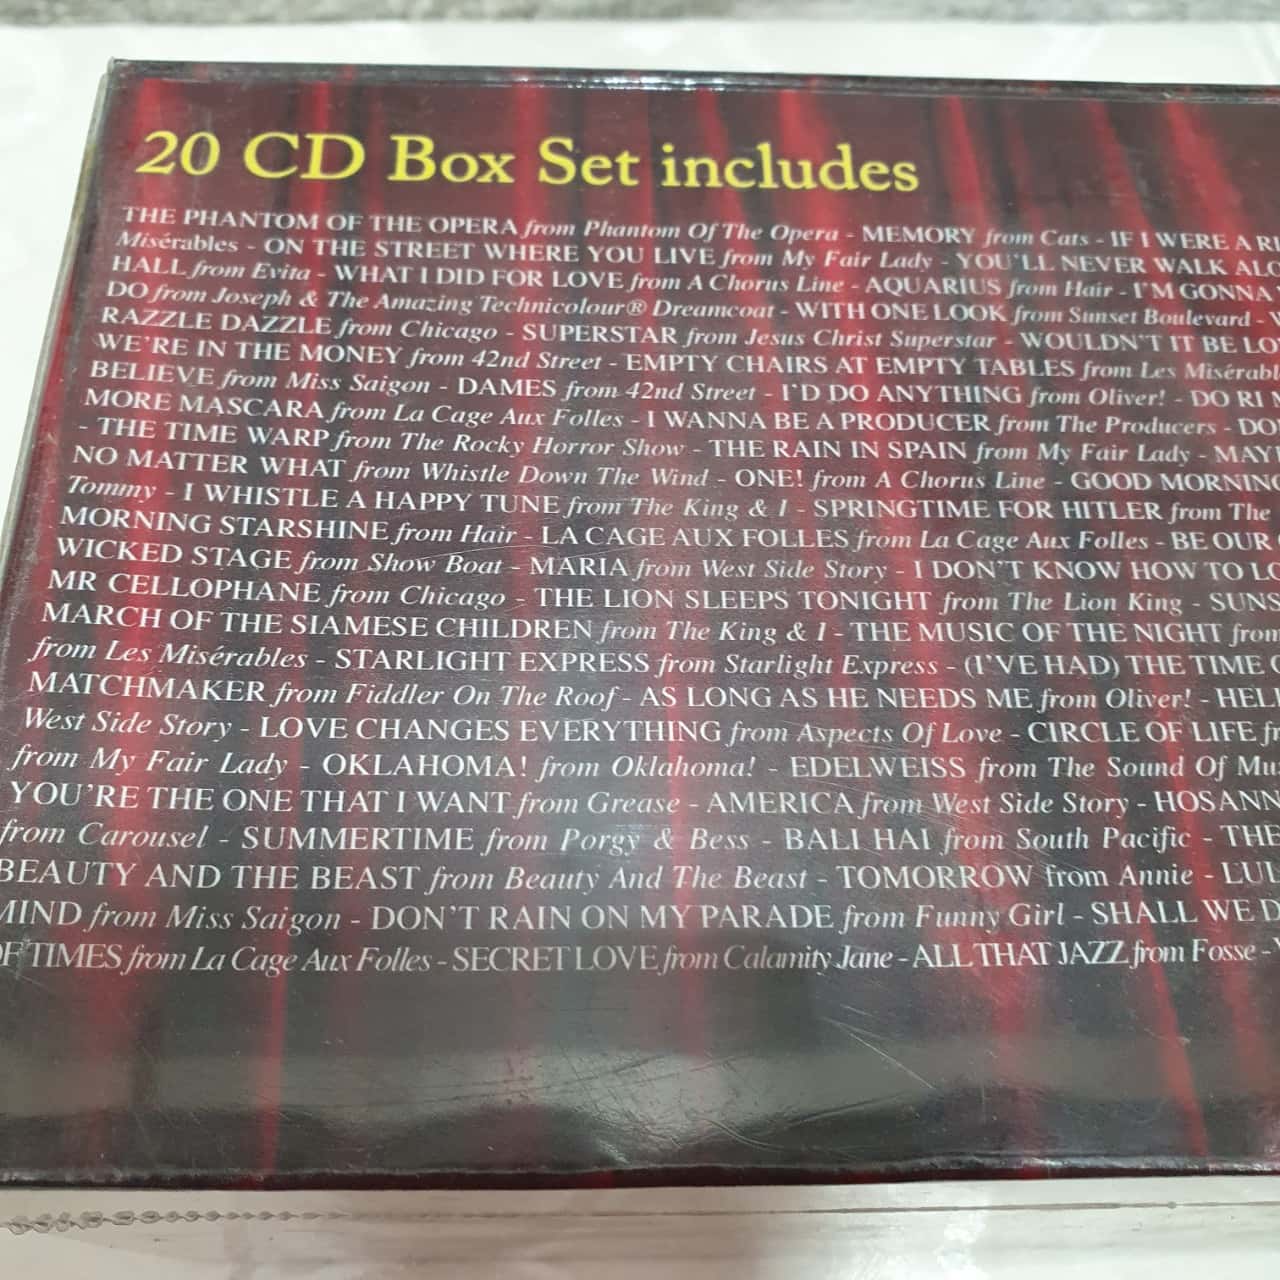 20 CD Box Set includes
THE PHANTOM OF THE OPERA from Phantom Of The Opera - MEMORY from Cats - IF I WERE A
Misérables - ON THE STREET WHERE YOU LIVE from My Fair Lady - YOU'LL NEVER WALK
HALL from Evita - WHAT I DID FOR LOVE from A Chorus Line - AQUARIUS from Hair - I'M GONNA
DO from Joseph & The Amazing Technicolour® Dreamcoat - WITH ONE LOOK from Sunset Boulevard -
RAZZLE DAZZLE from Chicago - SUPERSTAR from Jesus Christ Superstar - WOULDN'T IT BE
WE'RE IN THE MONEY from 42nd Street - EMPTY CHAIRS AT EMPTY TABLES from Les
BELIEVE from Miss Saigon - DAMES from 42nd Street - I'D DO ANYTHING from Oliver! - DO RI
MORE MASCARA from La Cage Aux Folles - I WANNA BE A PRODUCER from The Producers -
- THE TIME WARP from The Rocky Horror Show - THE RAIN IN SPAIN from My Fair Lady -
NO MATTER WHAT from Whistle Down The Wind - ONE! from A Chorus Line - GOOD MORNING
Tommy - I WHISTLE A HAPPY TUNE from The King & I - SPRINGTIME FOR HITLER from The
MORNING STARSHINE from Hair - LA CAGE AUX FOLLES from La Cage Aux Folles - BE OUR
WICKED STAGE from Show Boat - MARIA from West Side Story - I DON'T KNOW HOW TO
MR CELLOPHANE from Chicago - THE LION SLEEPS TONIGHT from The Lion King - SUNS
MARCH OF THE SIAMESE CHILDREN from The King & I - THE MUSIC OF THE NIGHT from
from Les Misérables - STARLIGHT EXPRESS from Starlight Express - (I'VE HAD) THE TIME
MATCHMAKER from Fiddler On The Roof - AS LONG AS HE NEEDS ME from Oliver! - HEL
West Side Story - LOVE CHANGES EVERYTHING from Aspects Of Love - CIRCLE OF LIFE
from My Fair Lady - OKLAHOMA! from Oklahoma! - EDELWEISS from The Sound Of
YOU'RE THE ONE THAT I WANT from Grease - AMERICA from West Side Story - HOSANN
from Carousel - SUMMERTIME from Porgy & Bess - BALI HAI from South Pacific - THE
BEAUTY AND THE BEAST from Beauty And The Beast - TOMORROW from Annie - LUL
MIND from Miss Saigon - DON'T RAIN ON MY PARADE from Funny Girl - SHALL WE D
OF TIMES from La Cage Aux Folles - SECRET LOVE from Calamity Jane - ALL THAT JAZZ from Fosse -